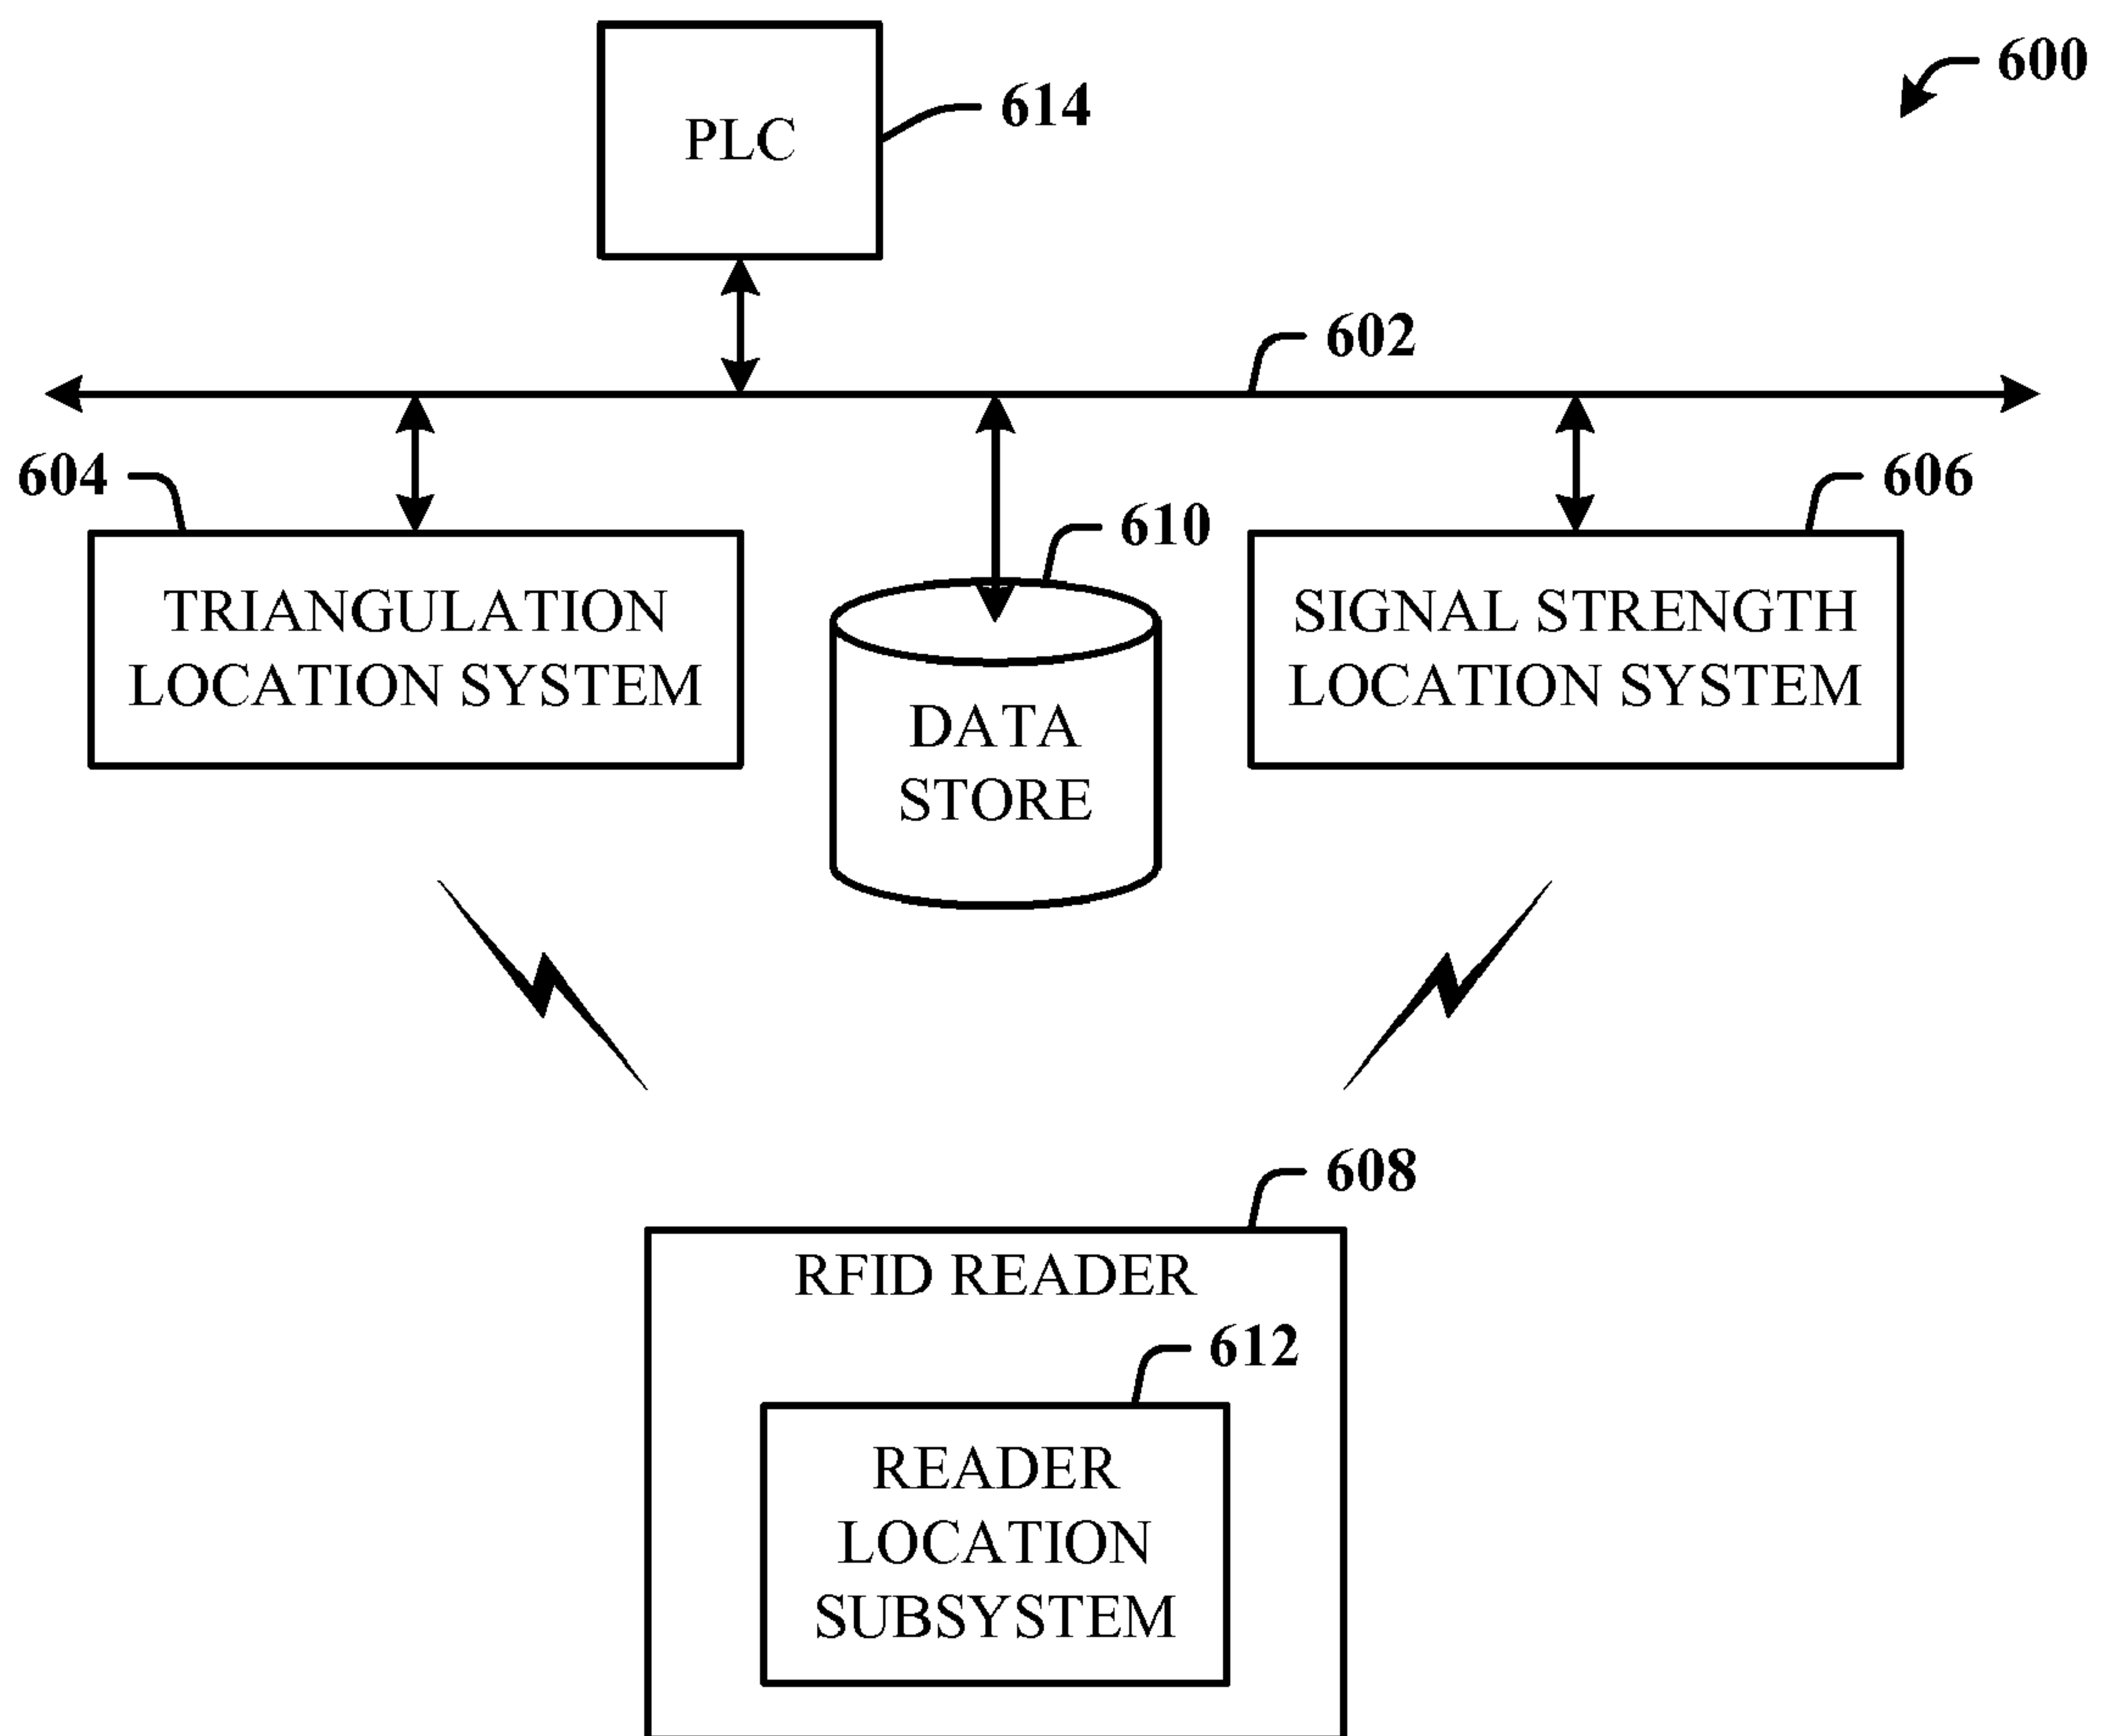 600
614
PLC
602
604
606
610
TRIANGULATION
LOCATION SYSTEM
SIGNAL STRENGTH
LOCATION SYSTEM
DATA
STORE
608
RFID READER
612
READER
LOCATION
SUBSYSTEM